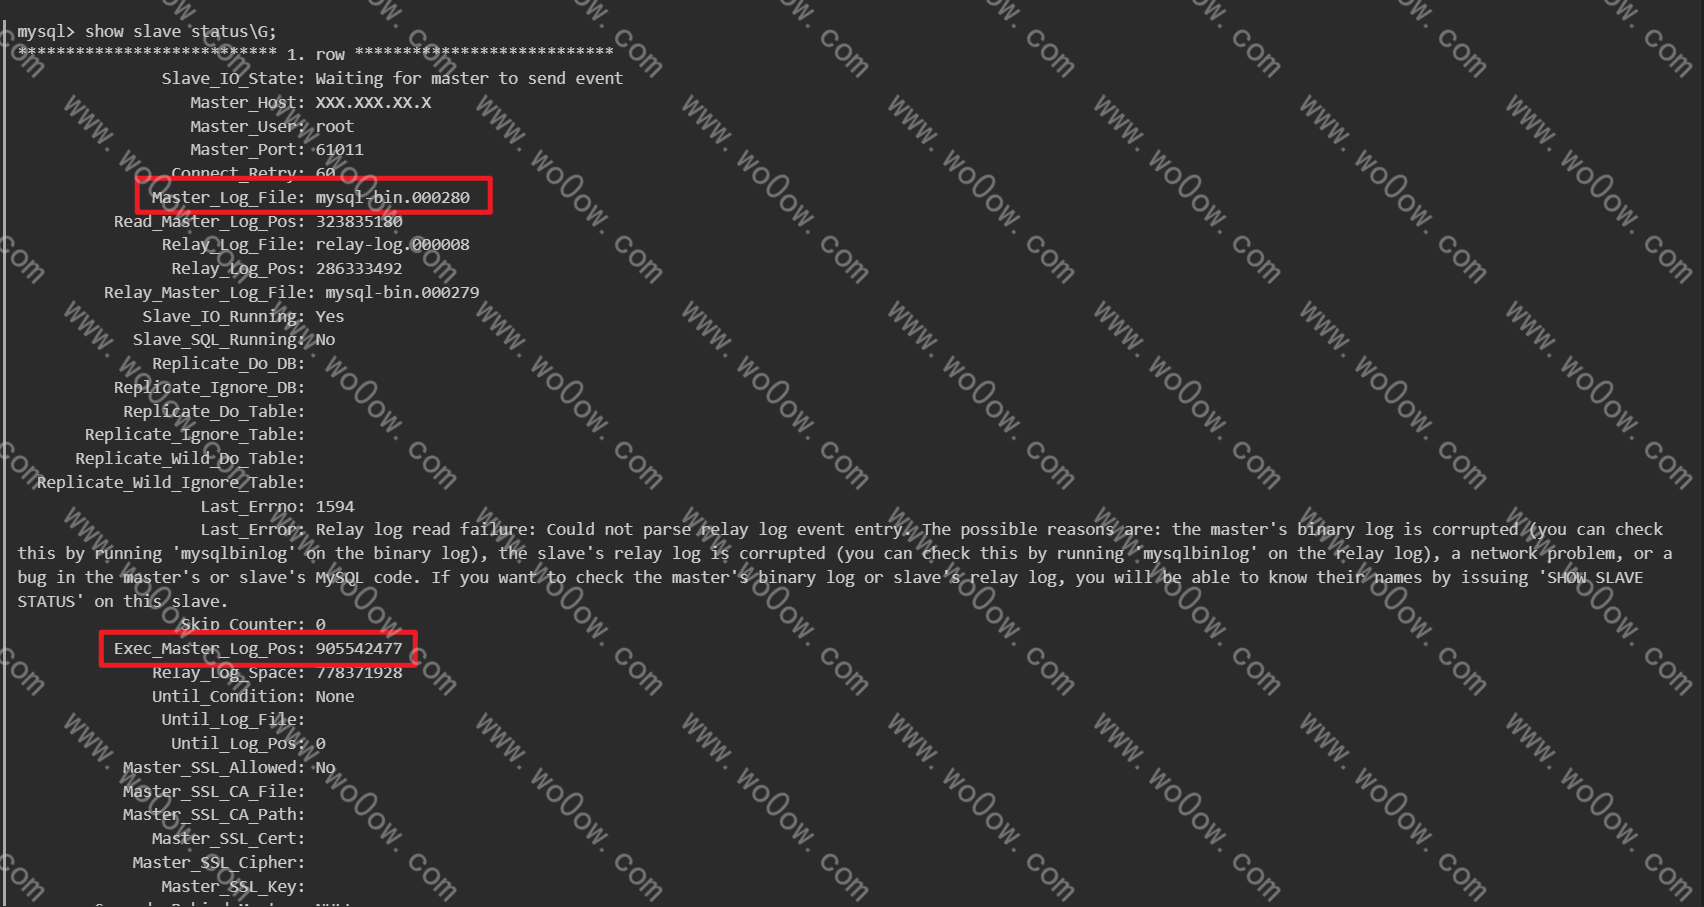 mysql> show slave status\G;
*************************** 1. row ***************************
Slave_IO_State: Waiting for master to send event
Master_Host: XXX.XXX.XX.X
Master_User: root
Master_Port: 61011
Connect_Retry: 60
Master_Log_File: mysql-bin.000280
Read_Master_Log_Pos: 323835180
Relay_Log_File: relay-log.000008
Relay_Log_Pos: 286333492
Relay_Master_Log_File: mysql-bin.000279
Slave_IO_Running: Yes
Slave_SQL_Running: No
Replicate_Do_DB:
Replicate_Ignore_DB:
Replicate_Do_Table:
Replicate_Ignore_Table:
Replicate_Wild_Do_Table:
Replicate_Wild_Ignore_Table:
Last_Errno: 1594
Last_Error: Relay log read failure: Could not parse relay log event entry. The possible reasons are: the master's binary log is corrupted (you can check
this by running 'mysqlbinlog' on the binary log), the slave's relay log is corrupted (you can check this by running 'mysqlbinlog' on the relay log), a network problem, or a
bug in the master's or slave's MySQL code. If you want to check the master's binary log or slave's relay log, you will be able to know their names by issuing 'SHOW SLAVE
STATUS' on this slave.
Skip_Counter: 0
Exec_Master_Log_Pos: 905542477
Relay_Log_Space: 778371928
Until_Condition: None
Until_Log_File:
Until_Log_Pos: 0
Master_SSL_Allowed: No
Master_SSL_CA_File:
Master_SSL_CA_Path:
Master_SSL_Cert:
Master_SSL_Cipher:
Master_SSL_Key:
www.wo0ow.com